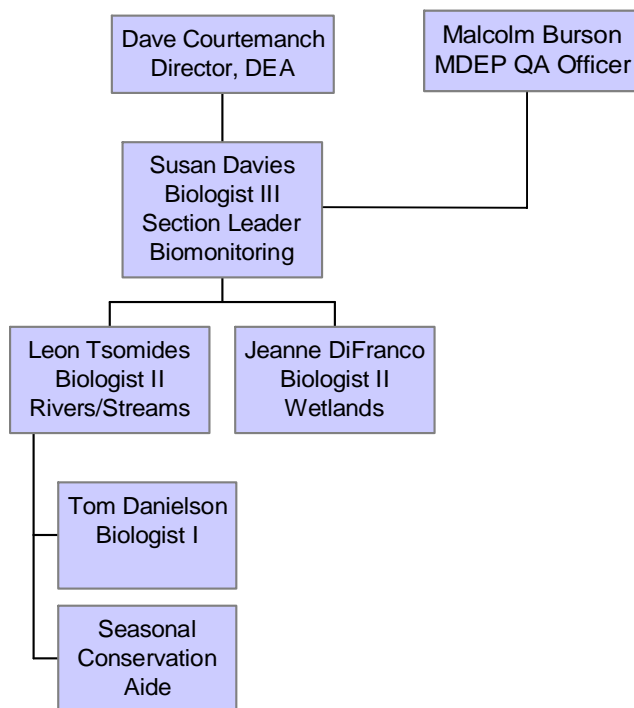 Dave Courtemanch
Director, DEA
Malcolm Burson
MDEP QA Officer
Susan Davies
Biologist III
Section Leader
Biomonitoring
Leon Tsomides
Biologist II
Rivers/Streams
Jeanne DiFranco
Biologist II
Wetlands
Tom Danielson
Biologist I
Seasonal
Conservation
Aide